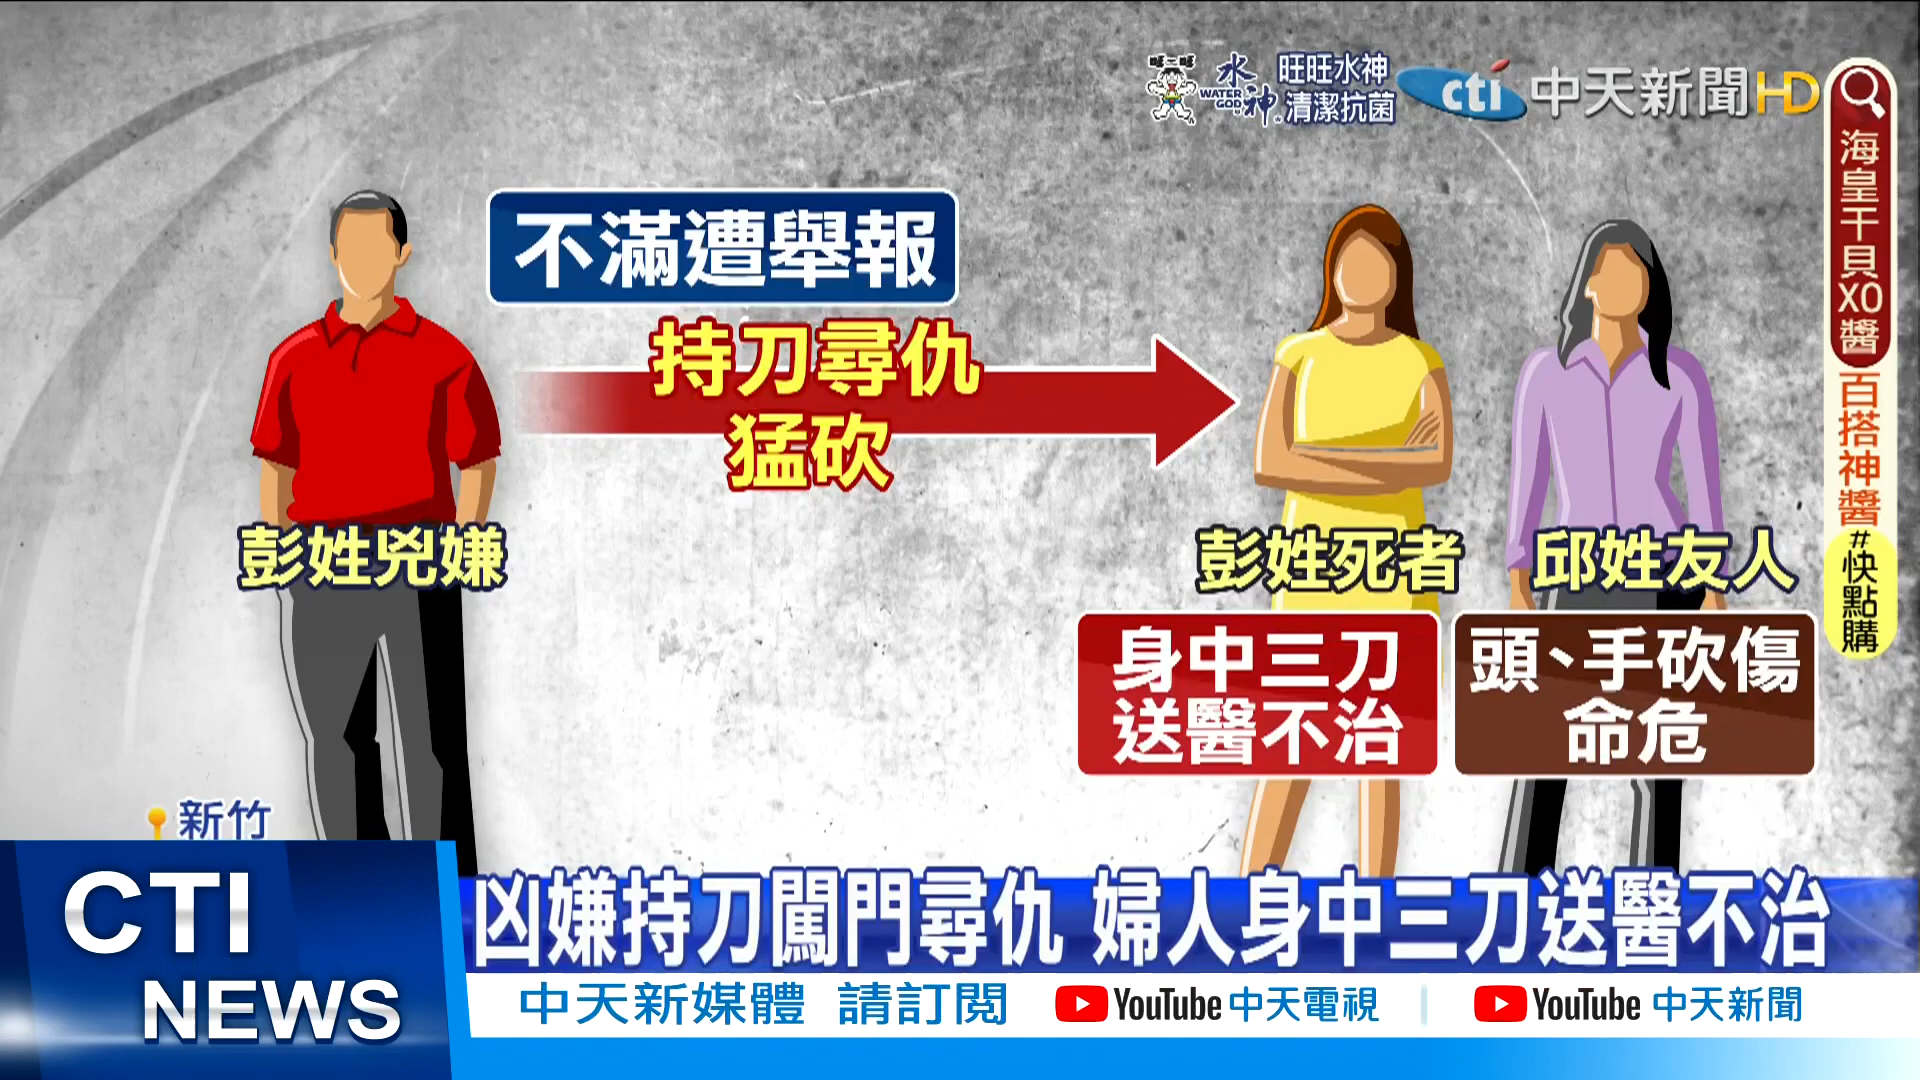 旺旺
水神
WATER GOD
旺旺水神
清潔抗菌
cti 中天新聞HD
海皇干貝XO醬
百搭神醬
#快點購
不滿遭舉報
持刀尋仇
猛砍
彭姓兇嫌
彭姓死者
邱姓友人
身中三刀
送醫不治
頭、手砍傷
命危
新竹
CTI
NEWS
凶嫌持刀闖門尋仇 婦人身中三刀送醫不治
中天新媒體 請訂閱 YouTube 中天電視 | YouTube 中天新聞